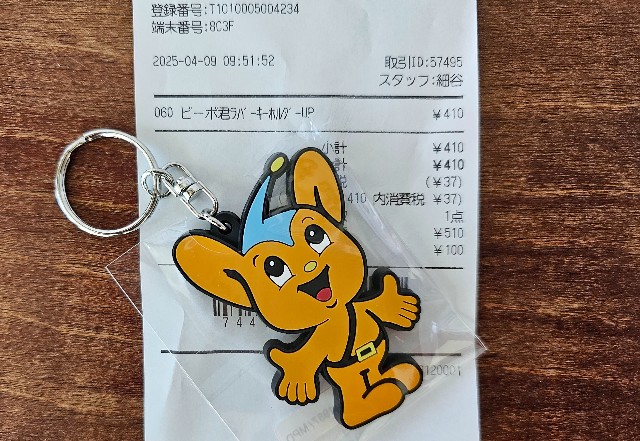 登録番号:T1010005004234
端末番号:8C3F
2025-04-09 09:51:52 取引ID:57495
スタッフ:細谷
060 ピーポ君ラバーキーホルダーUP ¥410
小計 ¥410
計 ¥410
税 (¥37)
410 内消費税 ¥37)
1点
¥510
¥100
744